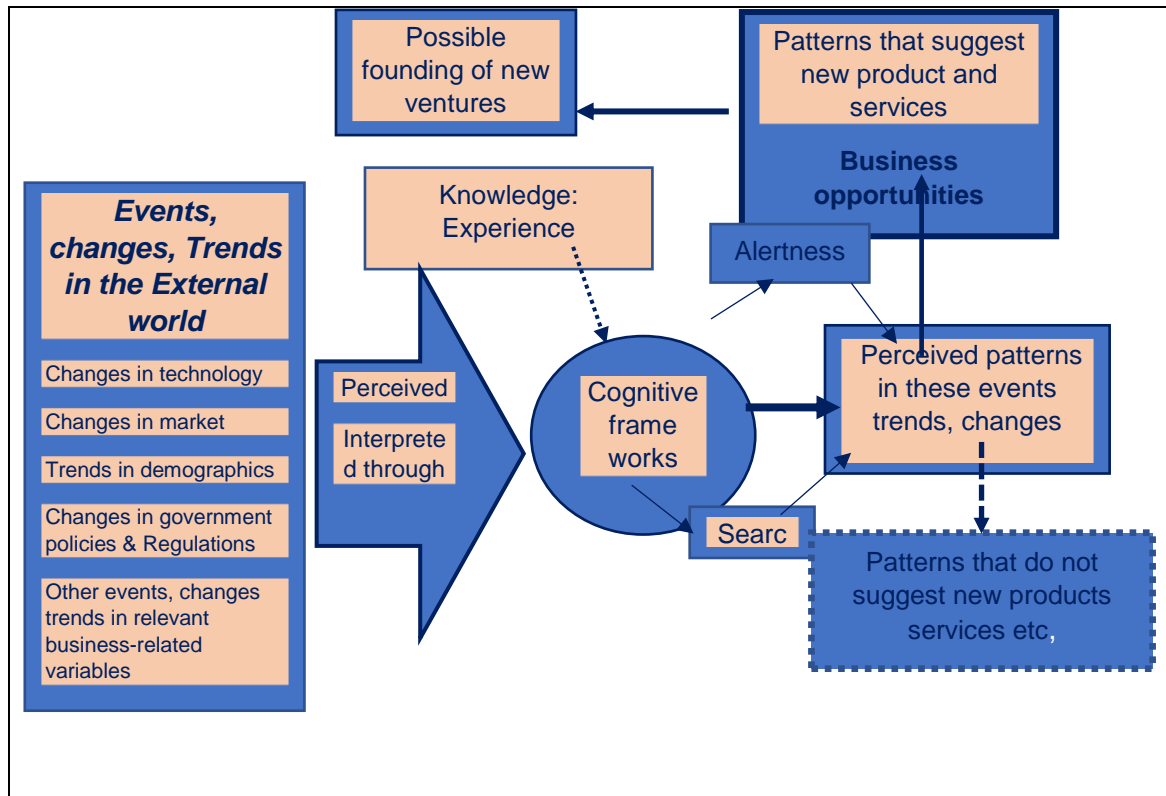 Possible
founding of new
ventures
Patterns that suggest
new product and
services
Business
opportunities
Events,
changes, Trends
in the External
world
Changes in technology
Changes in market
Trends in demographics
Changes in government
policies & Regulations
Other events, changes
trends in relevant
business-related
variables
Knowledge:
Experience
Perceived
Interprete
d through
Cognitive
frame
works
Alertness
Searc
Perceived patterns
in these events
trends, changes
Patterns that do not
suggest new products
services etc,